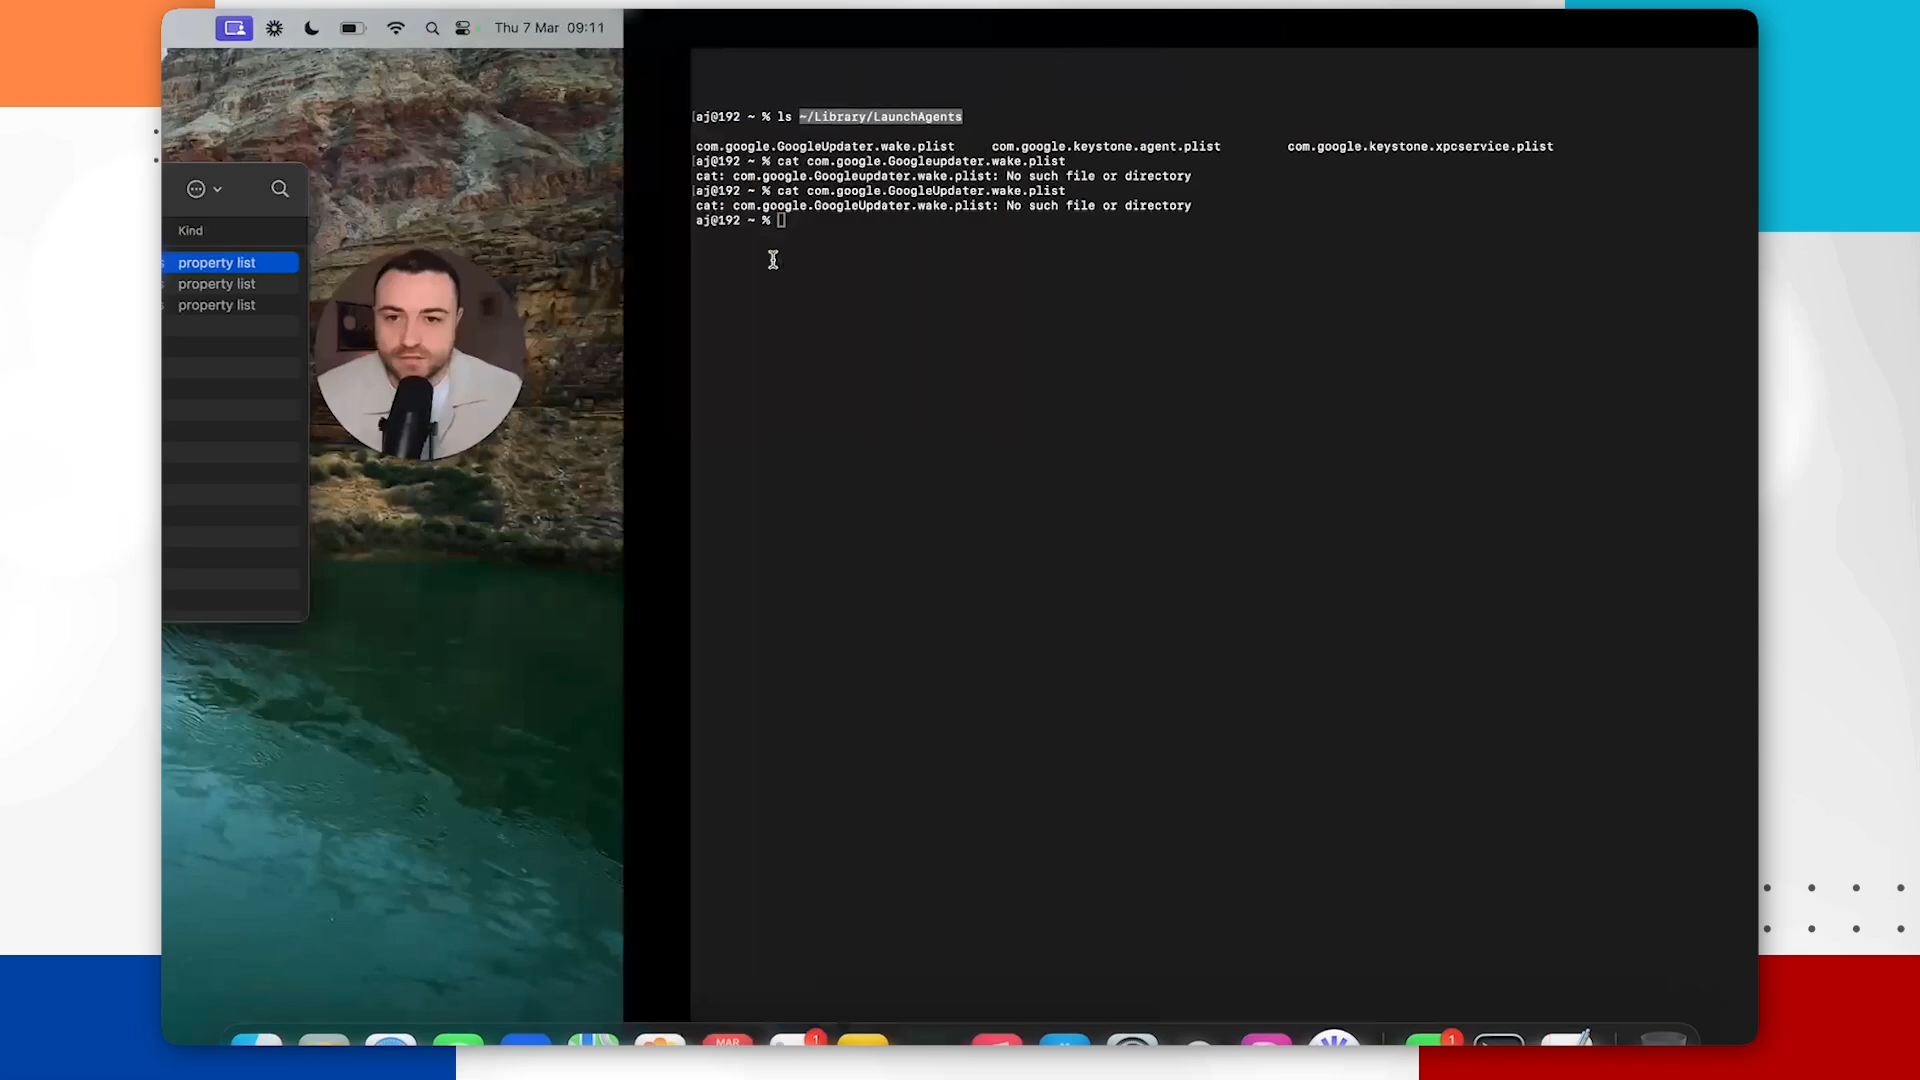 Thu 7 Mar 09:11
Kind
property list
property list
property list
aj@192 ~ % ls ~/Library/LaunchAgents
com.google.GoogleUpdater.wake.plist com.google.keystone.agent.plist com.google.keystone.xpcservice.plist
aj@192 ~ % cat com.google.Googleupdater.wake.plist
cat: com.google.Googleupdater.wake.plist: No such file or directory
aj@192 ~ % cat com.google.GoogleUpdater.wake.plist
cat: com.google.GoogleUpdater.wake.plist: No such file or directory
aj@192 ~ %
MAR
1
1